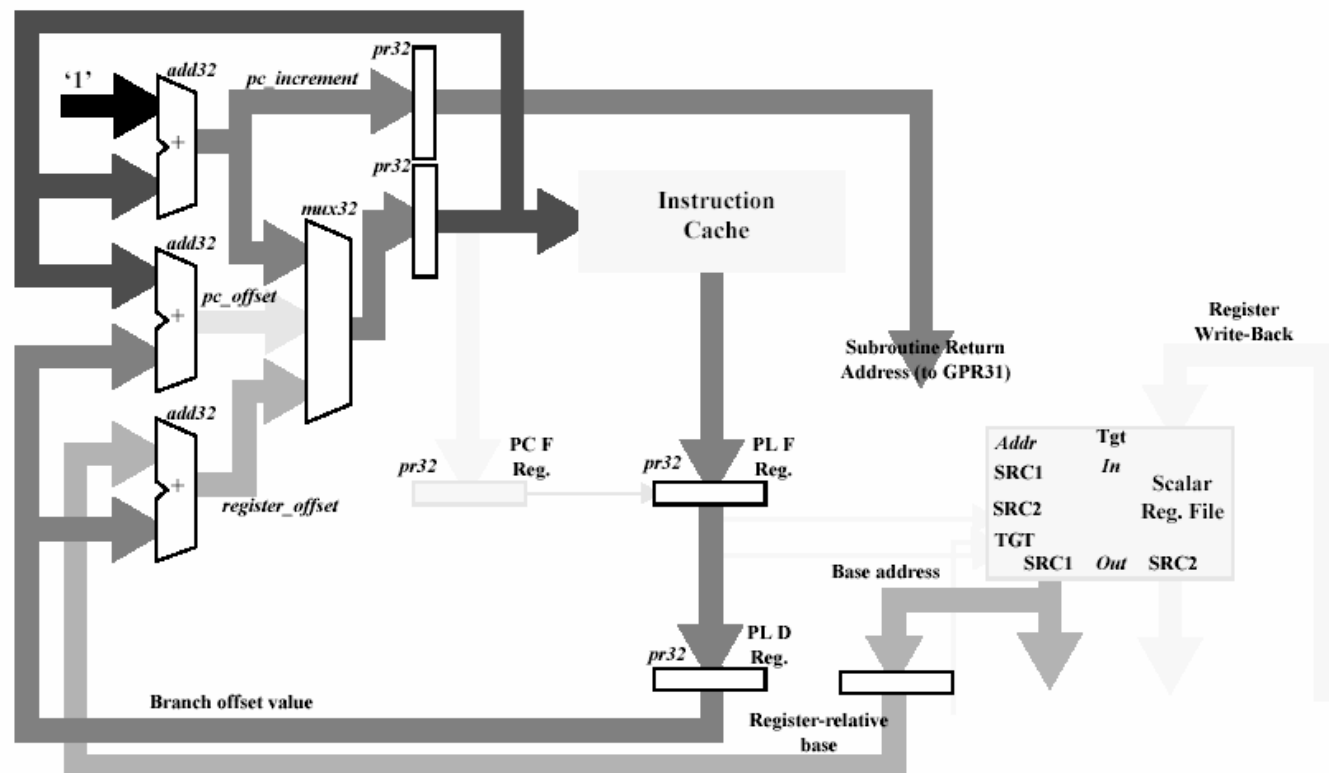 pr32
add32
‘1’
pc_increment
+
pr32
Instruction
Cache
mux32
add32
pc_offset
+
Register
Write-Back
Subroutine Return
Address (to GPR31)
add32
+
register_offset
PC F
Reg.
pr32
PL F
Reg.
pr32
Addr
Tgt
SRC1
In
Scalar
Reg. File
SRC2
TGT
SRC1
Out
SRC2
Base address
PL D
Reg.
pr32
Branch offset value
Register-relative
base